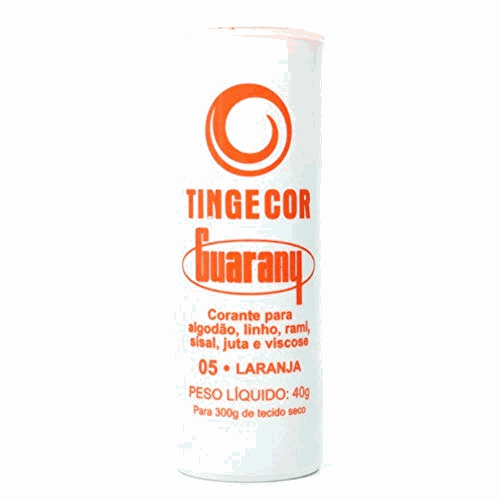 TINGECOR
Guarany
Corante para
algodão, linho, rami,
sisal, juta e viscose
05 • LARANJA
PESO LÍQUIDO: 40g
Para 300g de tecido seco